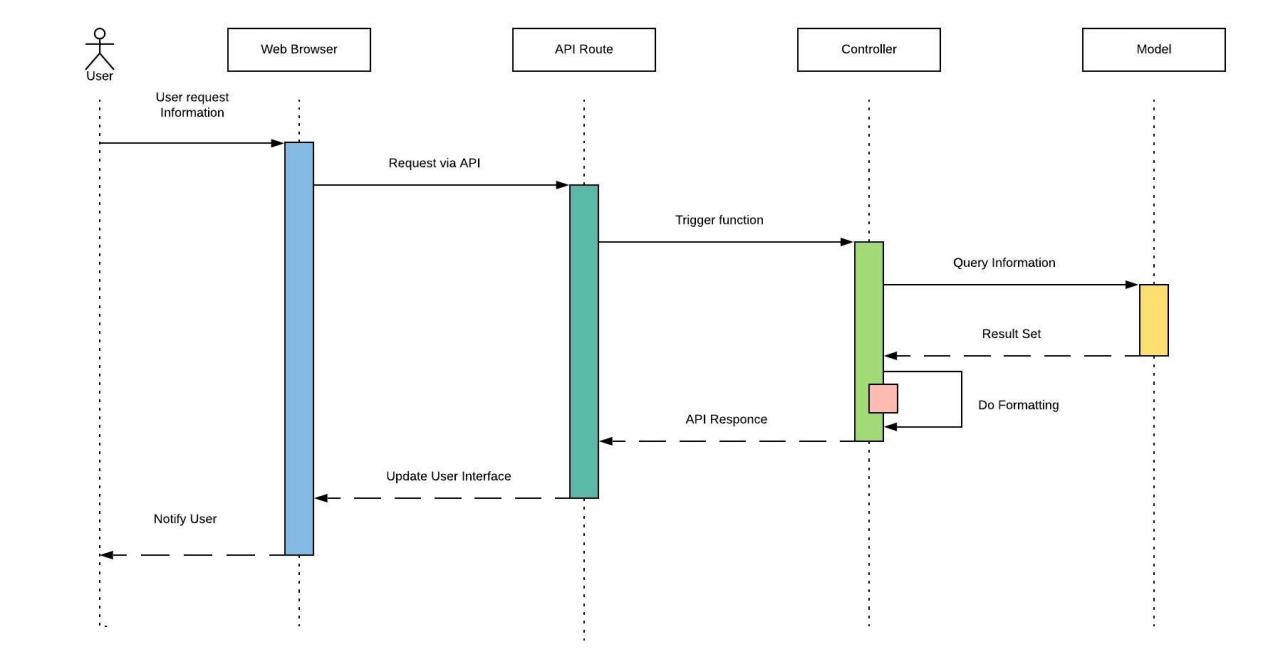 User
Web Browser
API Route
Controller
Model
User request
Information
Request via API
Trigger function
Query Information
Result Set
Do Formatting
API Responce
Update User Interface
Notify User